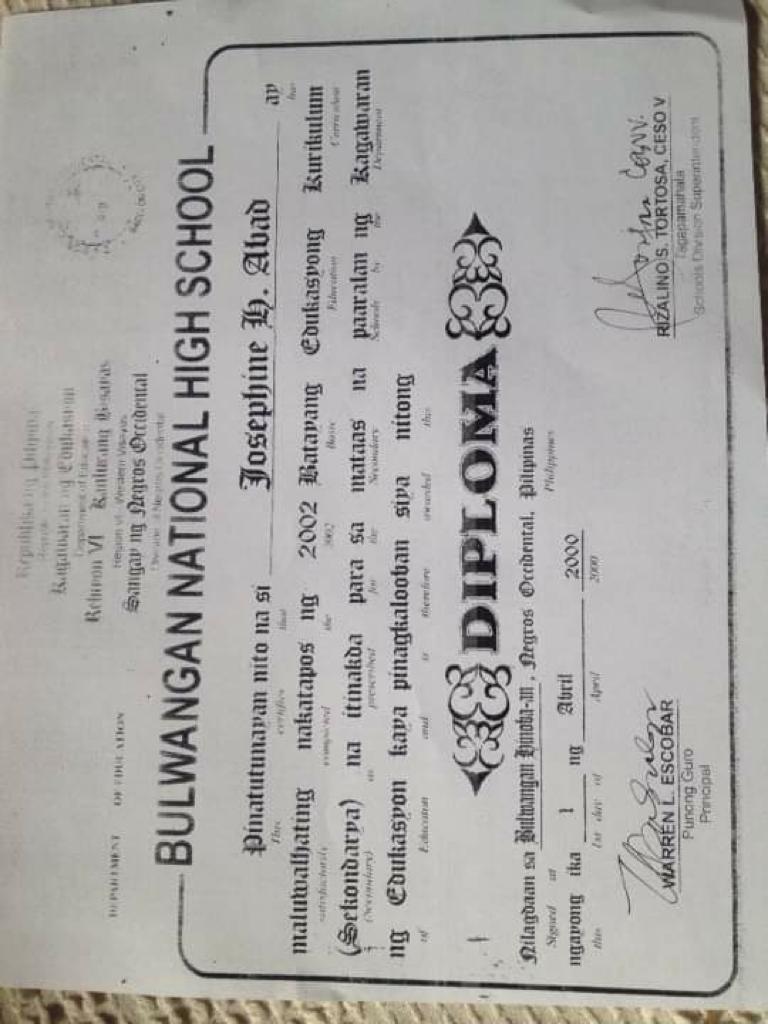 Republika ng Pilipinas
Kagawaran ng Edukasyon
Department of Education
Rehiyon VI Kanlurang Bisayas
Region VI Western Visayas
Sangay ng Negros Occidental
Division of Negros Occidental
DEPARTMENT OF EDUCATION
BULWANGAN NATIONAL HIGH SCHOOL
Pinatutunayan nito na si Josephine H. Abad ay
This certifies that has
maluwalhating nakatapos ng 2002 Batayang Edukasyong Kurikulum
satisfactorily completed the 2002 Basic Education Curriculum
(Sekondarya) na itinakda para sa mataas na paaralan ng Kagawaran
(Secondary) as prescribed for the Secondary Schools by the Department
ng Edukasyon kaya pinagkalooban siya nitong
of Education and is therefore awarded this
DIPLOMA
Nilagdaan sa Bulwangan Hinoba-an, Negros Occidental, Pilipinas
Signed at Philippines
ngayong ika 1 ng Abril 2000
this 1st day of April 2000
WARREN L. ESCOBAR
Punong Guro
Principal
RIZALINO S. TORTOSA, CESO V
Tagapamahala
Schools Division Superintendent